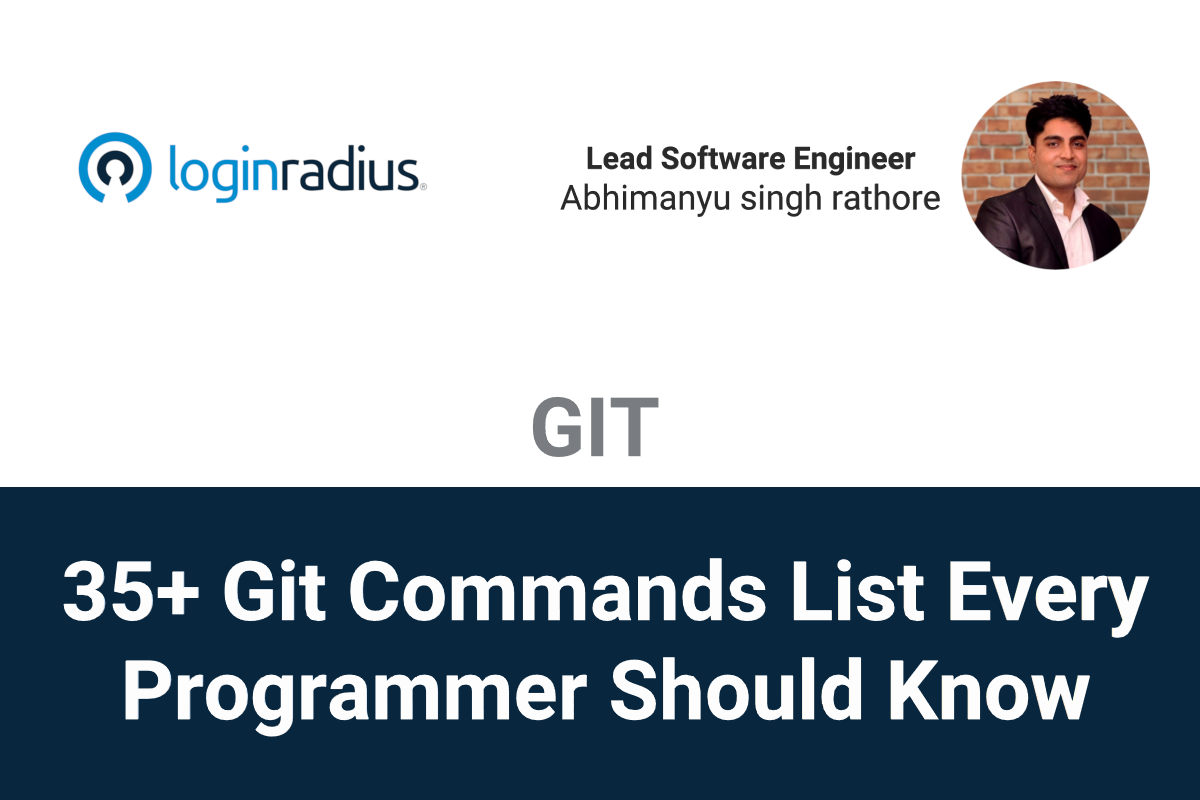 loginradius®
Lead Software Engineer
Abhimanyu singh rathore
GIT
35+ Git Commands List Every
Programmer Should Know